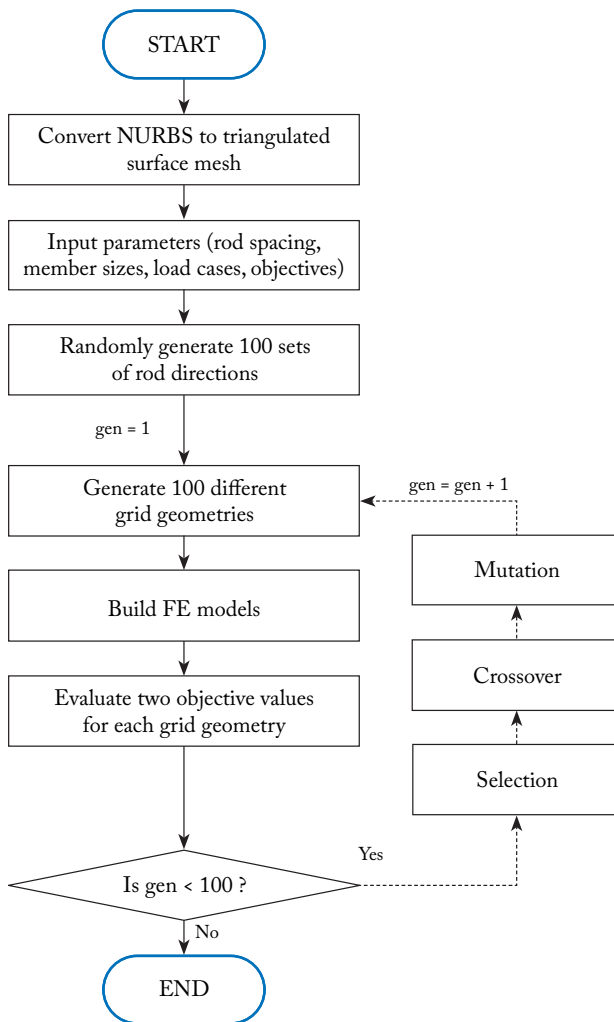 START
Convert NURBS to triangulated
surface mesh
Input parameters (rod spacing,
member sizes, load cases, objectives)
Randomly generate 100 sets
of rod directions
gen = 1
Generate 100 different
grid geometries
gen = gen + 1
Mutation
Build FE models
Crossover
Evaluate two objective values
for each grid geometry
Selection
Yes
Is gen < 100 ?
No
END